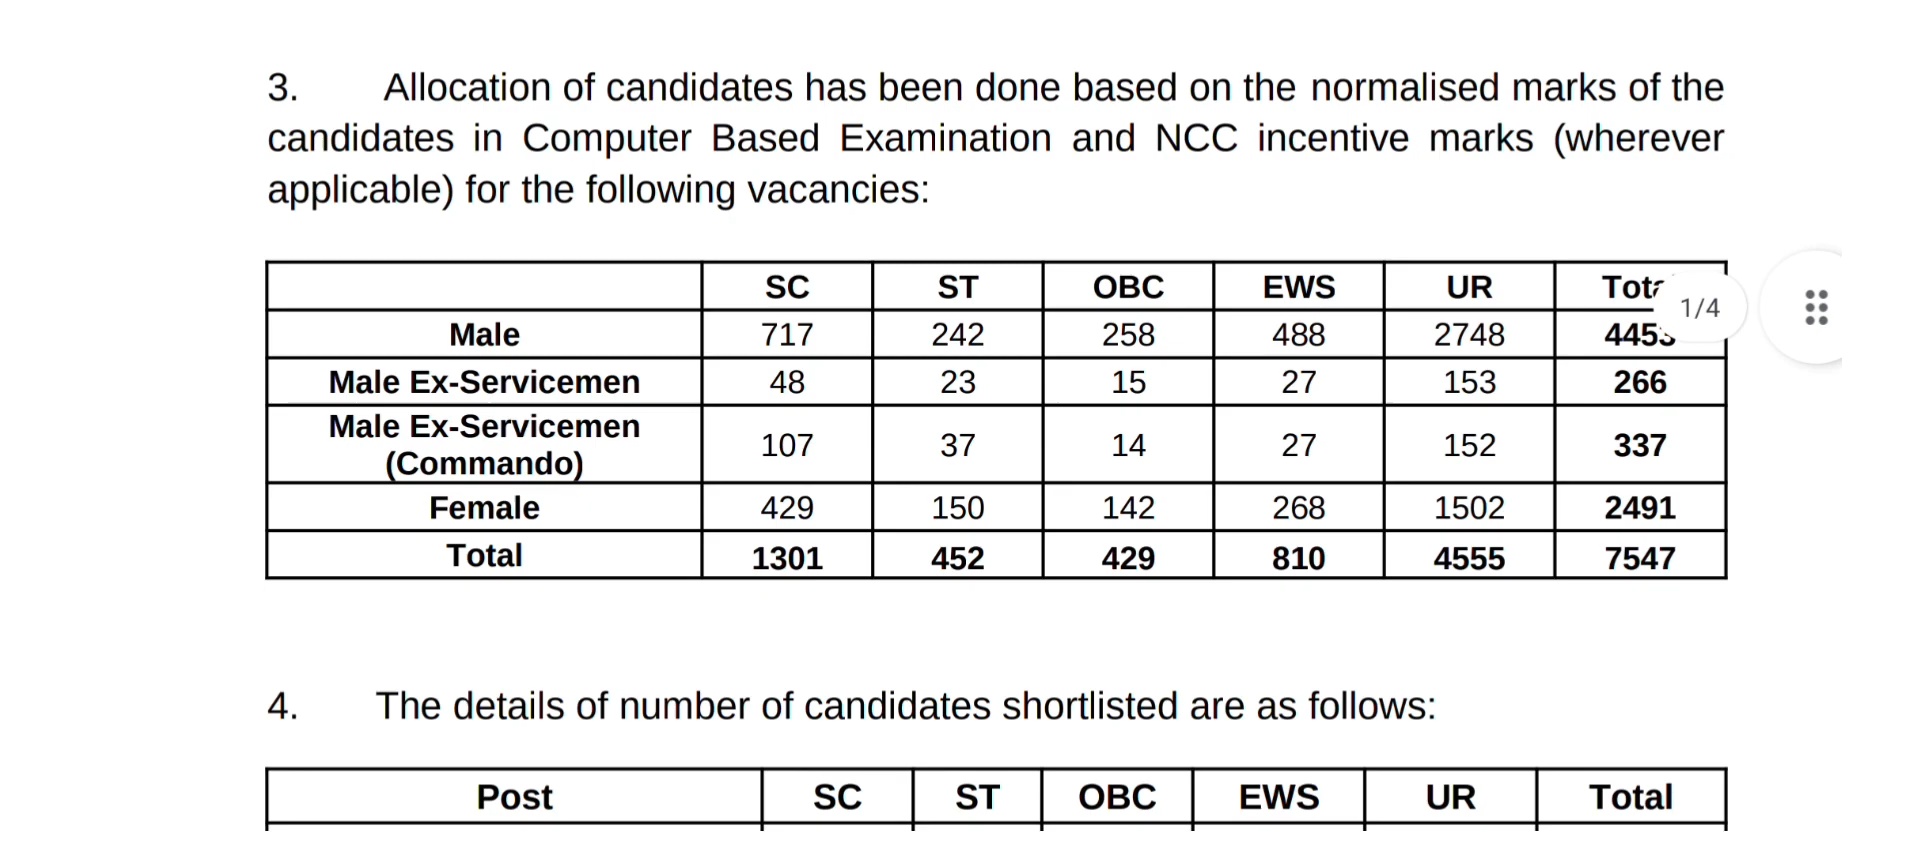 3. Allocation of candidates has been done based on the normalised marks of the
candidates in Computer Based Examination and NCC incentive marks (wherever
applicable) for the following vacancies:
SC ST OBC EWS UR
1/4
Male 717 242 258 488 2748 4453
Male Ex-Servicemen 48 23 15 27 153 266
Male Ex-Servicemen
(Commando) 107 37 14 27 152 337
Female 429 150 142 268 1502 2491
Total 1301 452 429 810 4555 7547
4. The details of number of candidates shortlisted are as follows:
Post SC ST OBC EWS UR Total